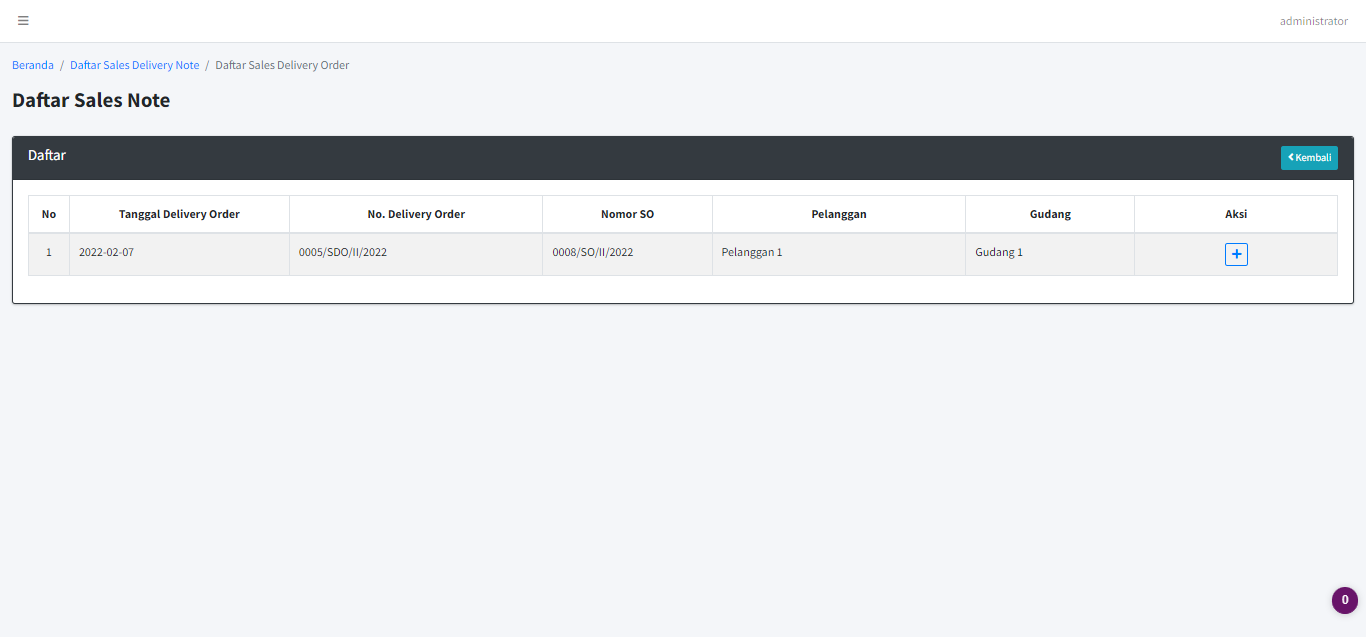 administrator
Beranda / Daftar Sales Delivery Note / Daftar Sales Delivery Order
Daftar Sales Note
Daftar
Kembali
No Tanggal Delivery Order No. Delivery Order Nomor SO Pelanggan Gudang Aksi
1 2022-02-07 0005/SDO/II/2022 0008/SO/II/2022 Pelanggan 1 Gudang 1
0